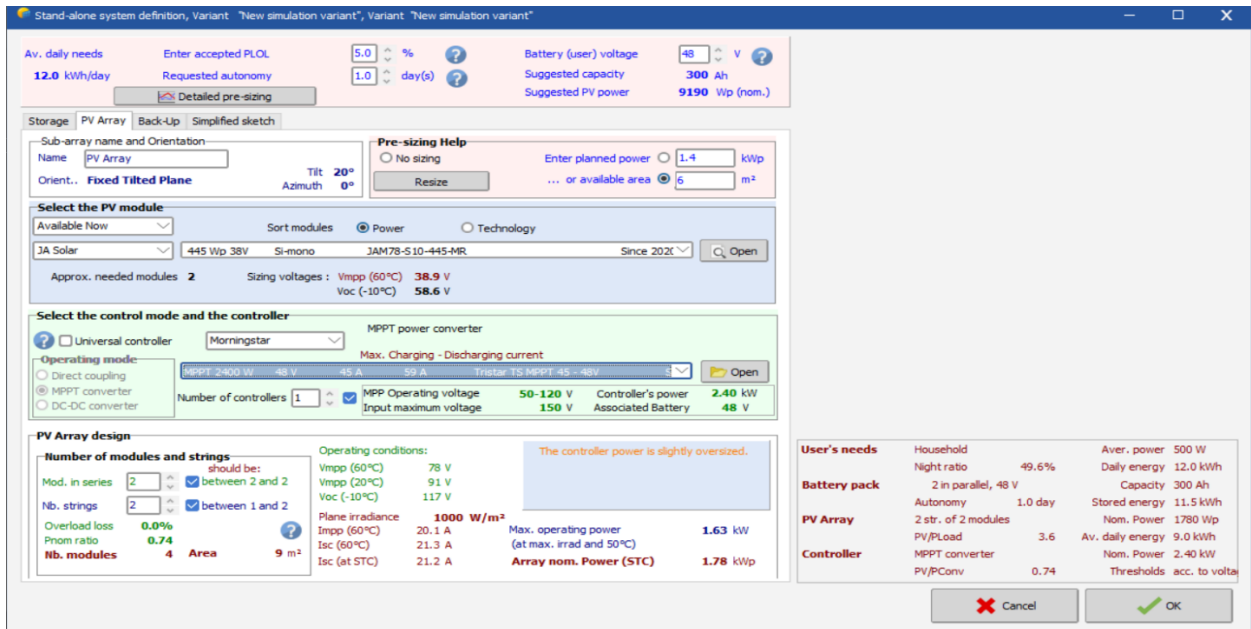 Stand-alone system definition, Variant "New simulation variant", Variant "New simulation variant"
Av. daily needs Enter accepted PLOL 5.0 % ? Battery (user) voltage 48 V ?
12.0 kWh/day Requested autonomy 1.0 day(s) ? Suggested capacity 300 Ah
Detailed pre-sizing Suggested PV power 9190 Wp (nom.)
Storage PV Array Back-Up Simplified sketch
Sub-array name and Orientation
Name PV Array
Orient.. Fixed Tilted Plane Tilt 20°
Azimuth 0°
Pre-sizing Help
No sizing Enter planned power 1.4 kWp
Resize ... or available area 6 m²
Select the PV module
Available Now Sort modules Power Technology
JA Solar 445 Wp 38V Si-mono JAM78-S10-445-MR Since 202( Open
Approx. needed modules 2 Sizing voltages : Vmpp (60°C) 38.9 V
Voc (-10°C) 58.6 V
Select the control mode and the controller
? Universal controller Morningstar MPPT power converter
Operating mode
Direct coupling
MPPT converter
DC-DC converter
Max. Charging - Discharging current
MPPT 2400 W 48 V 45 A 59 A Tristar TS MPPT 45 - 48V S Open
Number of controllers 1 MPP Operating voltage 50-120 V Controller's power 2.40 kW
Input maximum voltage 150 V Associated Battery 48 V
PV Array design
Number of modules and strings
should be:
Mod. in series 2 between 2 and 2
Nb. strings 2 between 1 and 2
Overload loss 0.0% ?
Pnom ratio 0.74
Nb. modules 4 Area 9 m²
Operating conditions:
Vmpp (60°C) 78 V
Vmpp (20°C) 91 V
Voc (-10°C) 117 V
Plane irradiance 1000 W/m²
Impp (60°C) 20.1 A
Isc (60°C) 21.3 A
Isc (at STC) 21.2 A
The controller power is slightly oversized.
Max. operating power 1.63 kW
(at max. irrad and 50°C)
Array nom. Power (STC) 1.78 kWp
User's needs Household Aver. power 500 W
Night ratio 49.6% Daily energy 12.0 kWh
Battery pack 2 in parallel, 48 V Capacity 300 Ah
Autonomy 1.0 day Stored energy 11.5 kWh
PV Array 2 str. of 2 modules Nom. Power 1780 Wp
PV/PLoad 3.6 Av. daily energy 9.0 kWh
Controller MPPT converter Nom. Power 2.40 kW
PV/PConv 0.74 Thresholds acc. to volta
Cancel OK